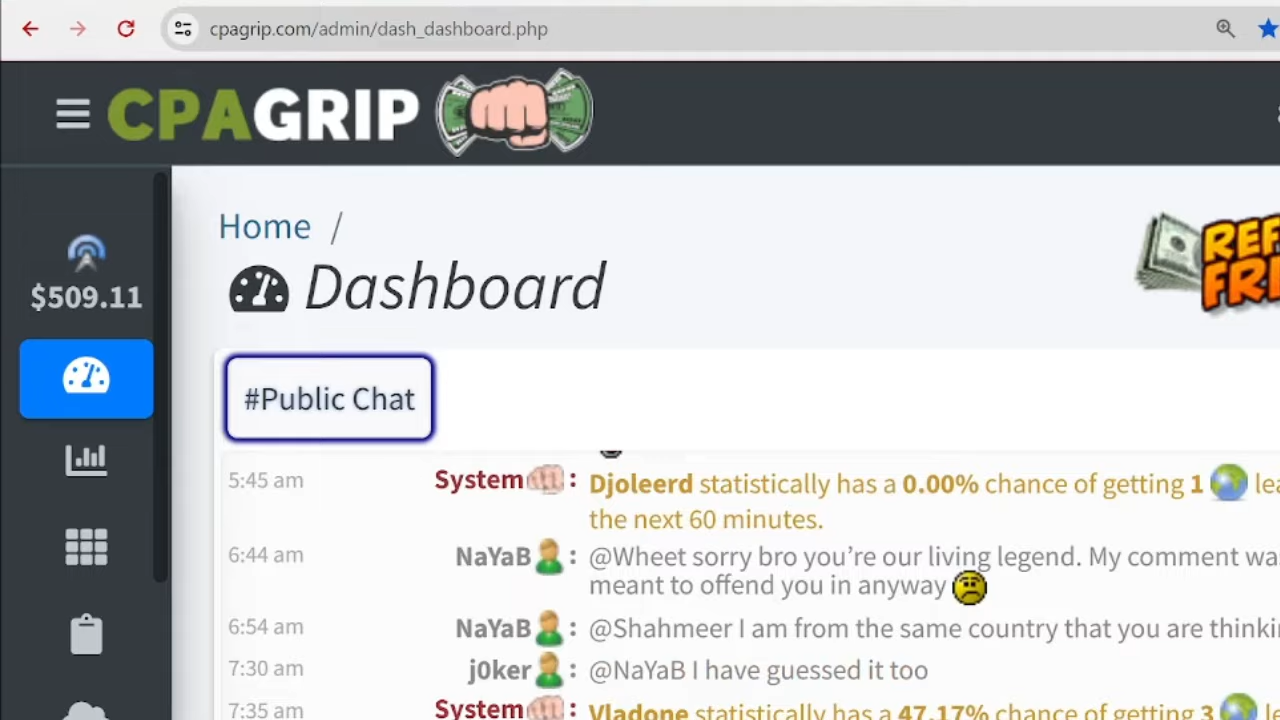 cpagrip.com/admin/dash_dashboard.php
CPAGRIP
Home /
Dashboard
$509.11
#Public Chat
5:45 am System: Djoleerd statistically has a 0.00% chance of getting 1
the next 60 minutes.
6:44 am NaYaB: @Wheet sorry bro you’re our living legend. My comment
meant to offend you in anyway
6:54 am NaYaB: @Shahmeer I am from the same country that you are
7:30 am j0ker: @NaYaB I have guessed it too
7:35 am System: Vladone statistically has a 47.17% chance of getting 3